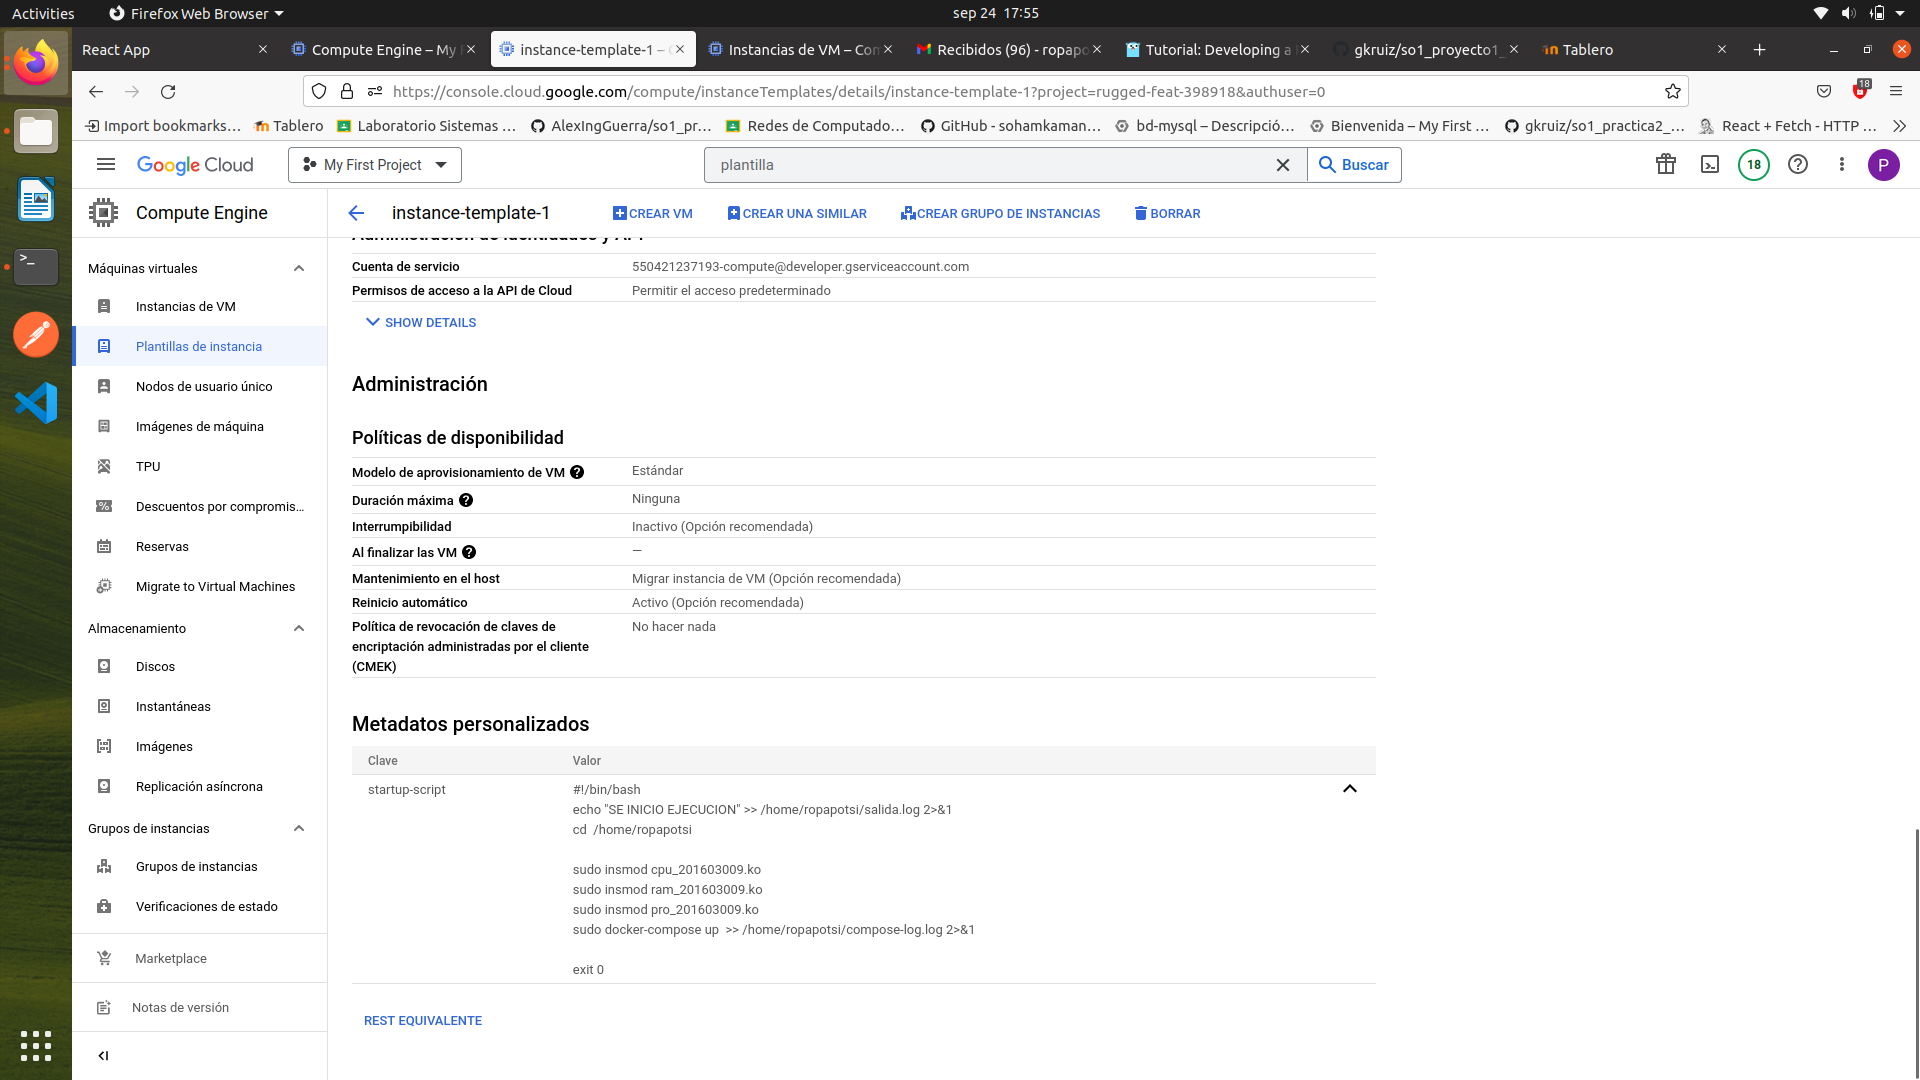 Activities
Firefox Web Browser
sep 24 17:55
React App
Compute Engine – My
instance-template-1 –
Instancias de VM – Co
Recibidos (96) - ropapo
Tutorial: Developing a
gkruiz/so1_proyecto1_
Tablero
https://console.cloud.google.com/compute/instanceTemplates/details/instance-template-1?project=rugged-feat-398918&authuser=0
18
Import bookmarks...
Tablero
Laboratorio Sistemas ...
AlexIngGuerra/so1_pr...
Redes de Computado...
GitHub - sohamkaman...
bd-mysql – Descripció...
Bienvenida – My First ...
gkruiz/so1_practica2_...
React + Fetch - HTTP ...
Google Cloud
My First Project
plantilla
Buscar
18
P
Compute Engine
instance-template-1
CREAR VM
CREAR UNA SIMILAR
CREAR GRUPO DE INSTANCIAS
BORRAR
Máquinas virtuales
Instancias de VM
Plantillas de instancia
Nodos de usuario único
Imágenes de máquina
TPU
Descuentos por compromis...
Reservas
Migrate to Virtual Machines
Almacenamiento
Discos
Instantáneas
Imágenes
Replicación asíncrona
Grupos de instancias
Grupos de instancias
Verificaciones de estado
Marketplace
Notas de versión
Administración de identidades y API
Cuenta de servicio 550421237193-compute@developer.gserviceaccount.com
Permisos de acceso a la API de Cloud Permitir el acceso predeterminado
SHOW DETAILS
Administración
Políticas de disponibilidad
Modelo de aprovisionamiento de VM Estándar
Duración máxima Ninguna
Interrumpibilidad Inactivo (Opción recomendada)
Al finalizar las VM —
Mantenimiento en el host Migrar instancia de VM (Opción recomendada)
Reinicio automático Activo (Opción recomendada)
Política de revocación de claves de No hacer nada
encriptación administradas por el cliente
(CMEK)
Metadatos personalizados
Clave Valor
startup-script #!/bin/bash
echo "SE INICIO EJECUCION" >> /home/ropapotsi/salida.log 2>&1
cd  /home/ropapotsi
sudo insmod cpu_201603009.ko
sudo insmod ram_201603009.ko
sudo insmod pro_201603009.ko
sudo docker-compose up  >> /home/ropapotsi/compose-log.log 2>&1
exit 0
REST EQUIVALENTE